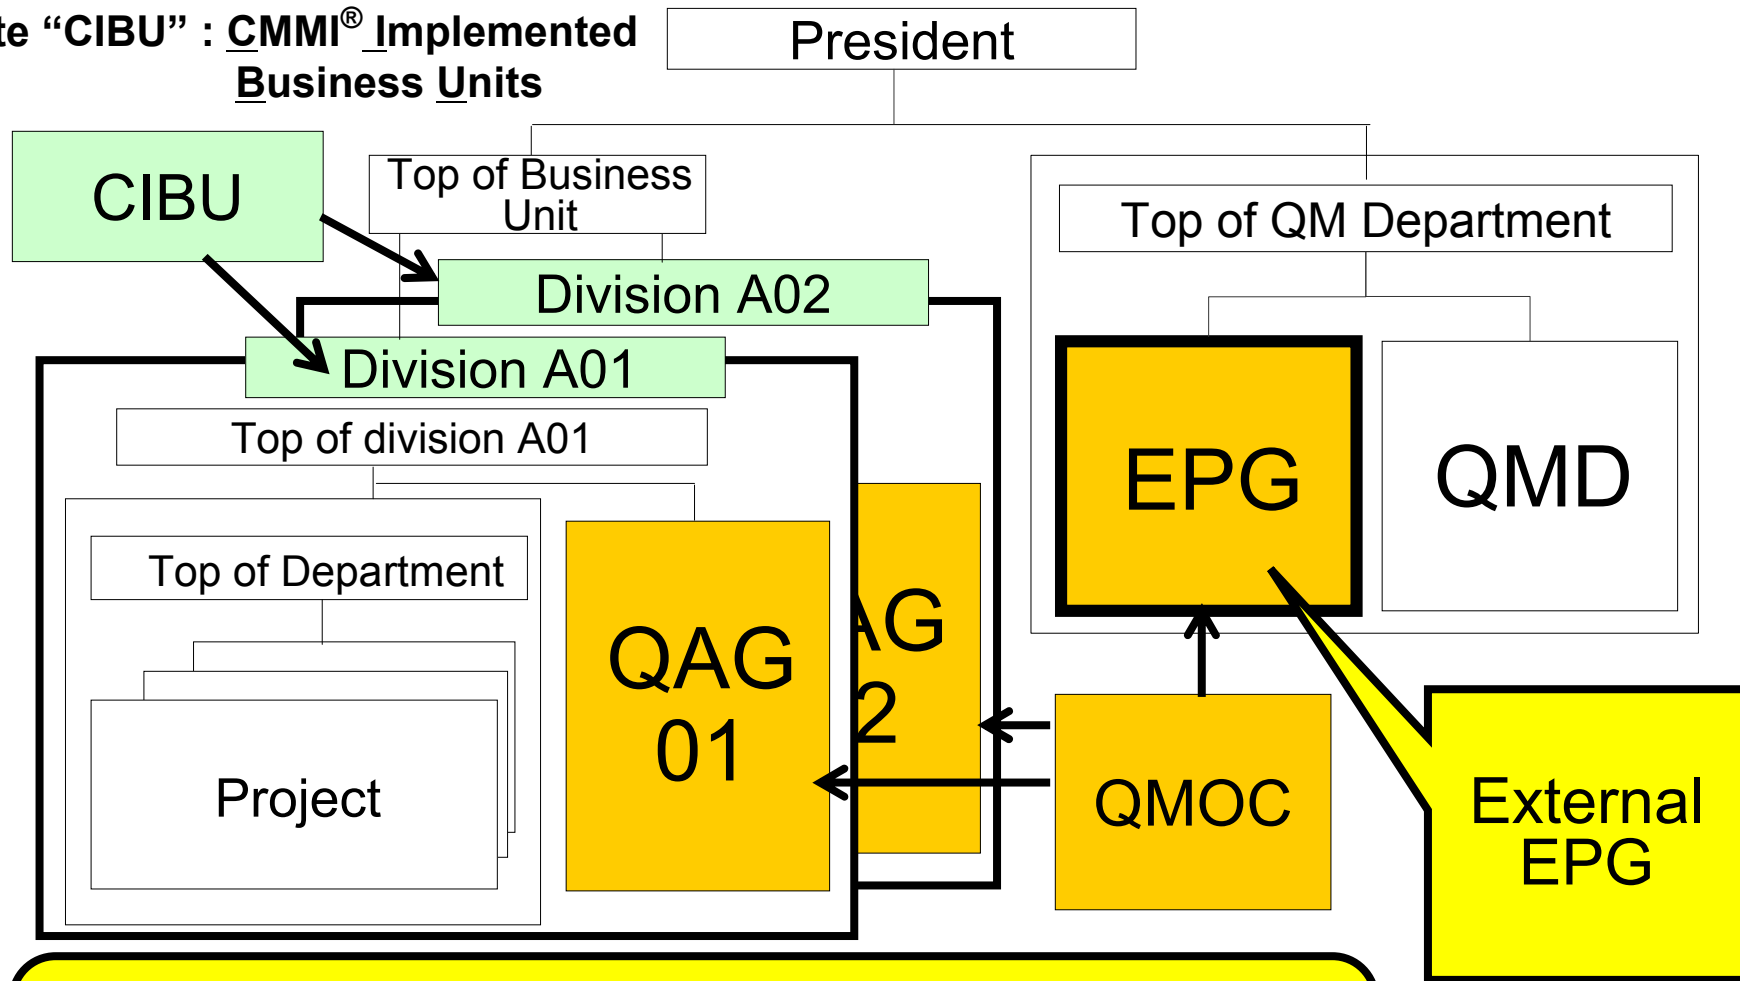 “CIBU” : CMMI® Implemented
Business Units
President
CIBU
Top of Business
Unit
Top of QM Department
Division A02
Division A01
Top of division A01
EPG
QMD
Top of Department
QAG
01
AG
2
Project
QMOC
External
EPG